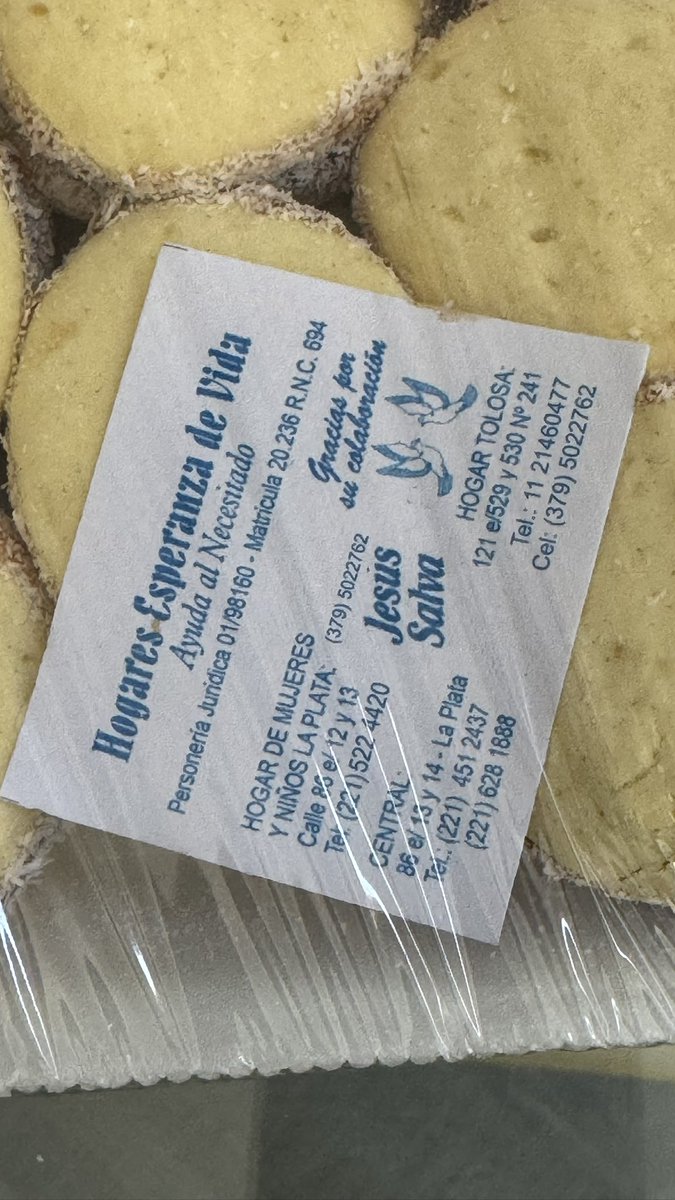 Hogares Esperanza de Vida
Ayuda al Necesitado
Personería Jurídica 01/98160 - Matricula 20.236 R.N.C. 694
HOGAR DE MUJERES
Y NIÑOS LA PLATA:
Calle 86 e/ 12 y 13
Tel: (221) 522 4420
(379) 5022762
CENTRAL:
86 e/ 13 y 14 - La Plata
Tel.: (221) 451 2437
(221) 628 1888
Jesús
Salva
Gracias por
su colaboración
HOGAR TOLOSA:
121 e/529 y 530 Nº 241
Tel.: 11 21460477
Cel: (379) 5022762